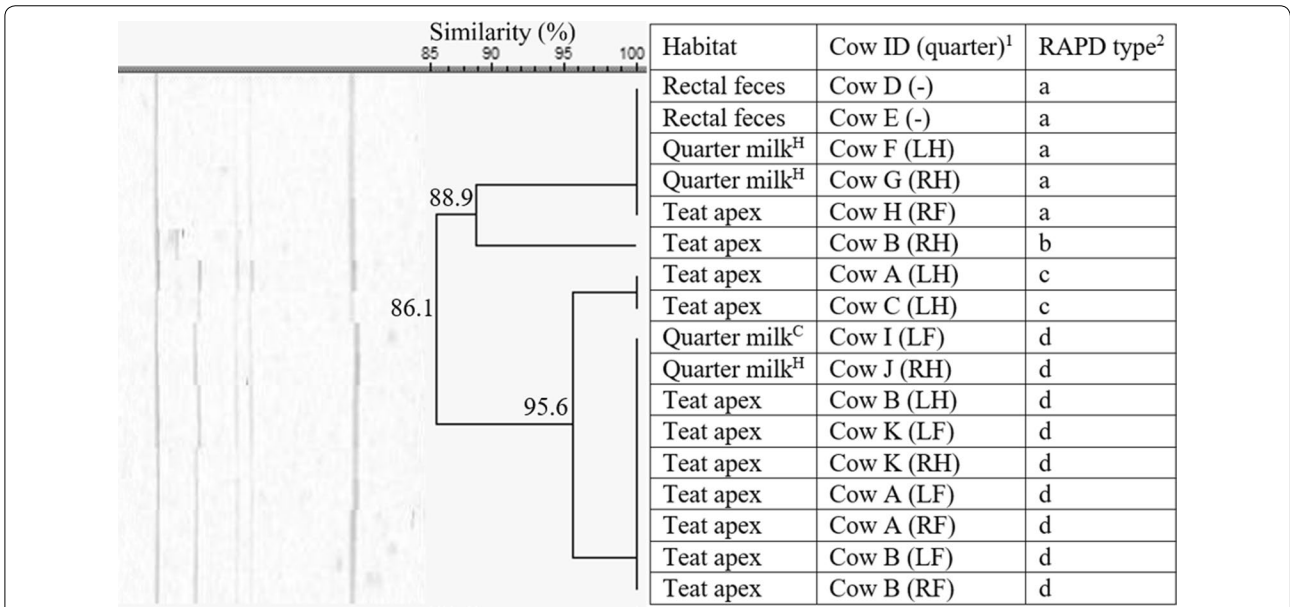 Similarity (%)
85 90 95 100
Habitat Cow ID (quarter)¹ RAPD type²
Rectal feces Cow D (-) a
Rectal feces Cow E (-) a
Quarter milkᴴ Cow F (LH) a
Quarter milkᴴ Cow G (RH) a
88.9
Teat apex Cow H (RF) a
Teat apex Cow B (RH) b
Teat apex Cow A (LH) c
86.1
Teat apex Cow C (LH) c
Quarter milkᶜ Cow I (LF) d
Quarter milkᴴ Cow J (RH) d
95.6
Teat apex Cow B (LH) d
Teat apex Cow K (LF) d
Teat apex Cow K (RH) d
Teat apex Cow A (LF) d
Teat apex Cow A (RF) d
Teat apex Cow B (LF) d
Teat apex Cow B (RF) d